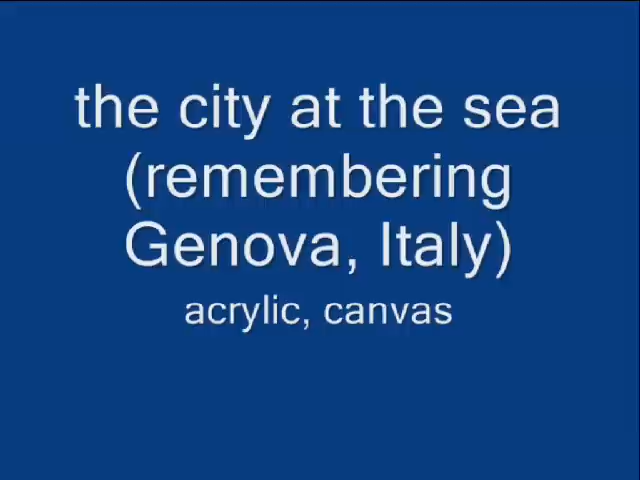 the city at the sea
(remembering
Genova, Italy)
acrylic, canvas